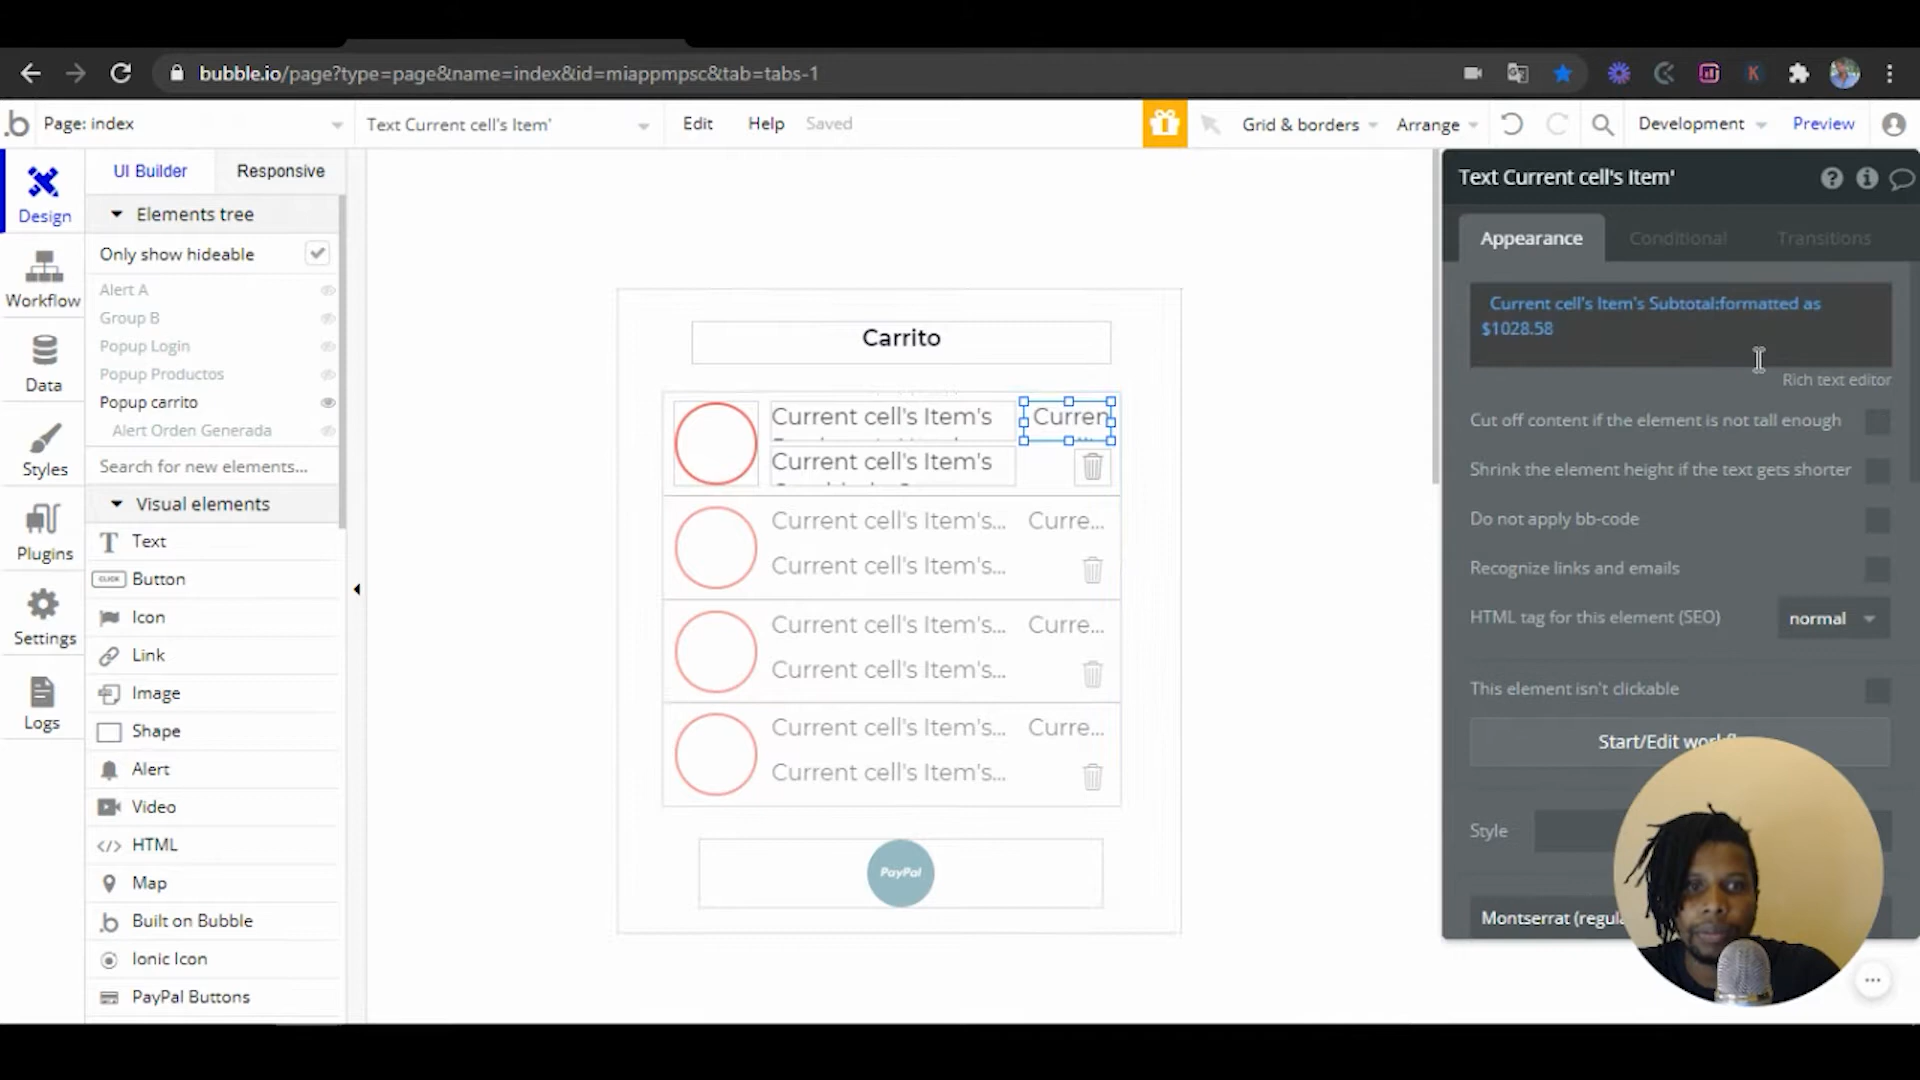 bubble.io/page?type=page&name=index&id=miappmpsc&tab=tabs-1
K
b Page: index
Text Current cell's Item'
Edit
Help
Saved
Grid & borders
Arrange
Development
Preview
Design
Workflow
Data
Styles
Plugins
Settings
Logs
UI Builder
Responsive
Elements tree
Only show hideable
Alert A
Group B
Popup Login
Popup Productos
Popup carrito
Alert Orden Generada
Search for new elements...
Visual elements
Text
CLICK Button
Icon
Link
Image
Shape
Alert
Video
</> HTML
Map
Built on Bubble
Ionic Icon
PayPal Buttons
Carrito
Current cell's Item's
Curren
Current cell's Item's
Current cell's Item's...
Curre...
Current cell's Item's...
Current cell's Item's...
Curre...
Current cell's Item's...
Current cell's Item's...
Curre...
Current cell's Item's...
PayPal
Text Current cell's Item'
Appearance
Conditional
Transitions
Current cell's Item's Subtotal:formatted as
$1028.58
Rich text editor
Cut off content if the element is not tall enough
Shrink the element height if the text gets shorter
Do not apply bb-code
Recognize links and emails
HTML tag for this element (SEO)
normal
This element isn't clickable
Start/Edit workfl
Style
Montserrat (regula